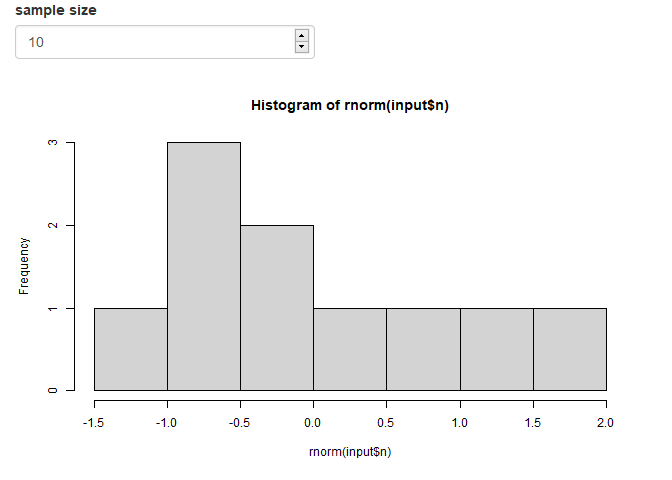 sample size
10
Histogram of rnorm(input$n)
3
2
1
0
Frequency
-1.5 -1.0 -0.5 0.0 0.5 1.0 1.5 2.0
rnorm(input$n)